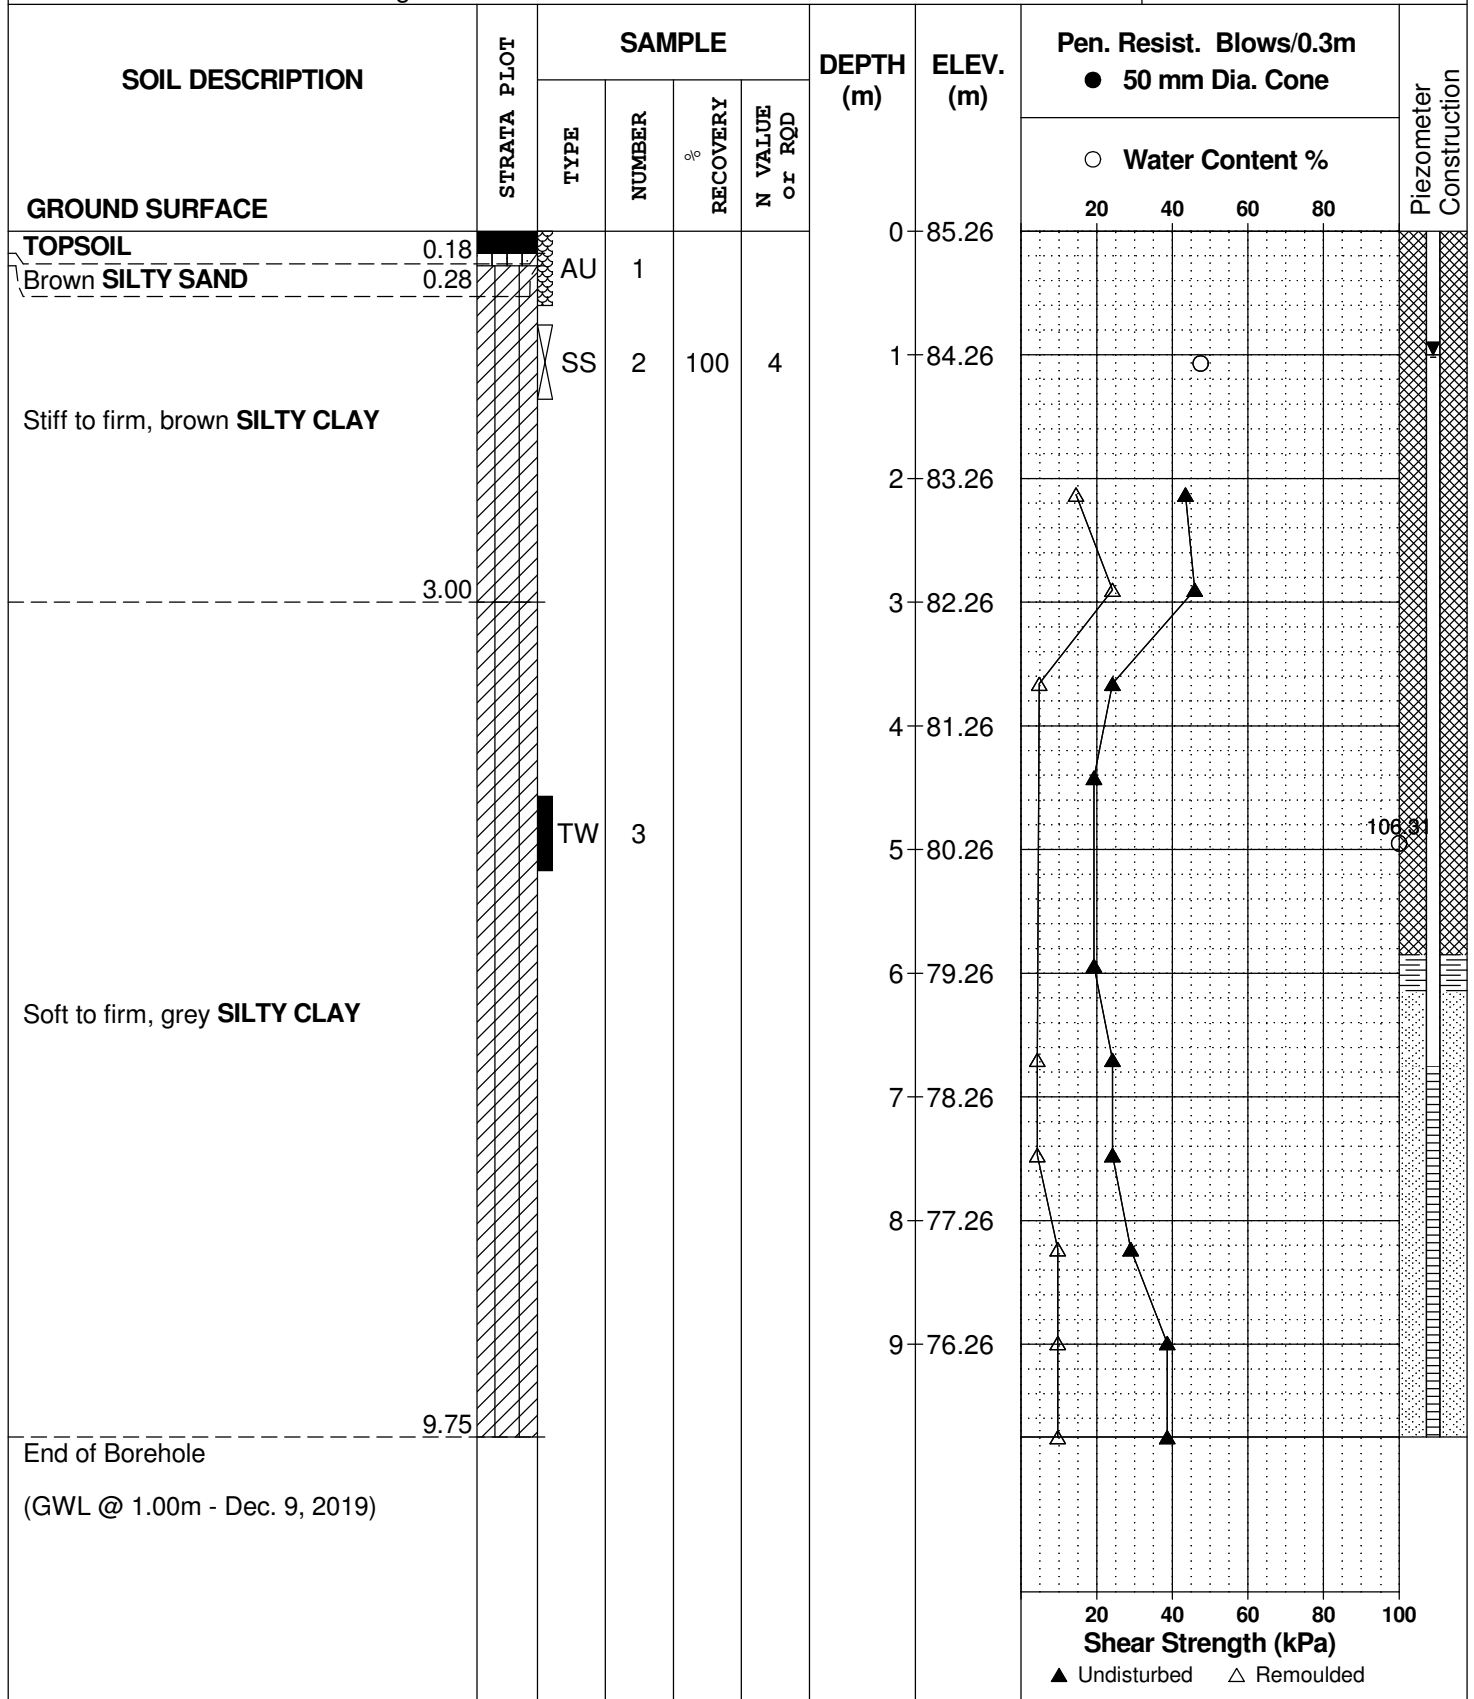 SOIL DESCRIPTION
GROUND SURFACE
STRATA PLOT
SAMPLE
TYPE
NUMBER
% RECOVERY
N VALUE or RQD
DEPTH (m)
ELEV. (m)
Pen. Resist. Blows/0.3m
● 50 mm Dia. Cone
○ Water Content %
20 40 60 80
Piezometer Construction
TOPSOIL 0.18
Brown SILTY SAND 0.28
AU 1
0 85.26
SS 2 100 4
1 84.26
Stiff to firm, brown SILTY CLAY
2 83.26
3.00
3 82.26
4 81.26
TW 3
106.31
5 80.26
6 79.26
Soft to firm, grey SILTY CLAY
7 78.26
8 77.26
9 76.26
9.75
End of Borehole
(GWL @ 1.00m - Dec. 9, 2019)
20 40 60 80 100
Shear Strength (kPa)
▲ Undisturbed △ Remoulded